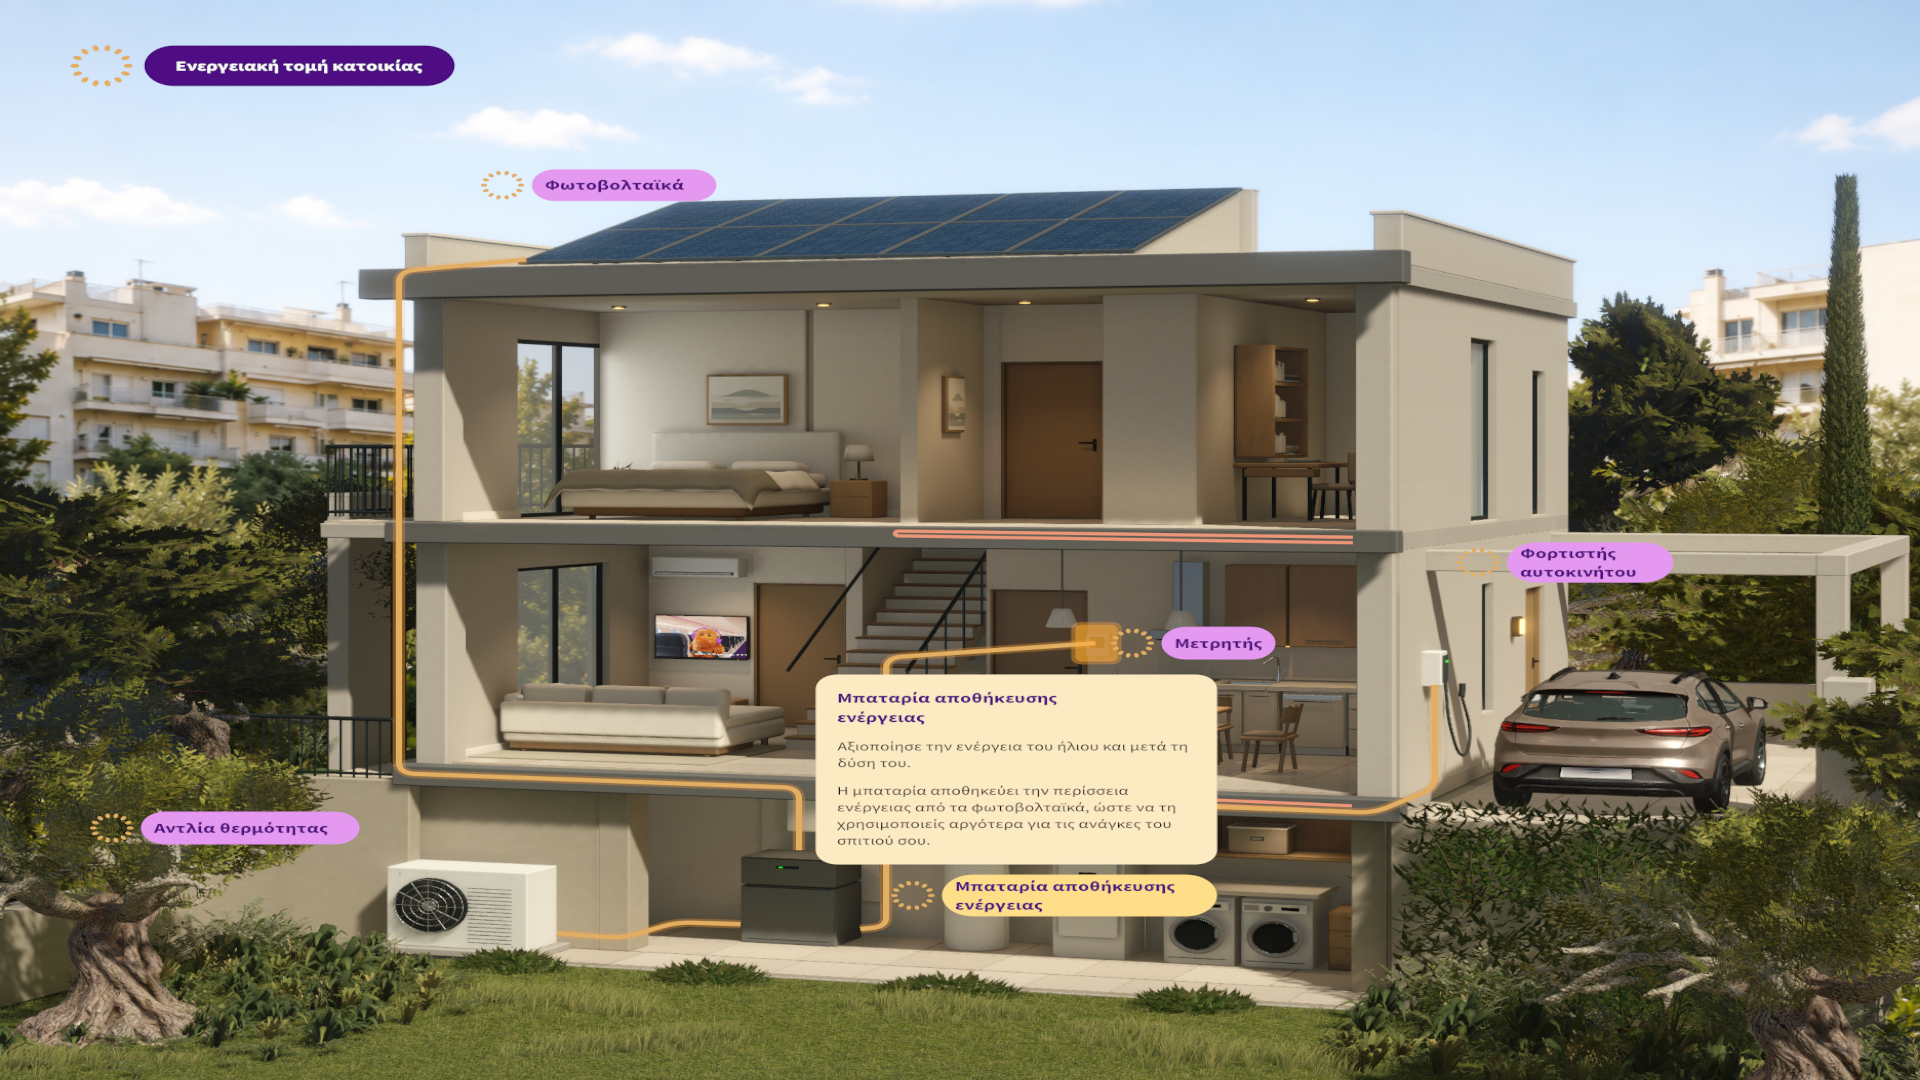 Ενεργειακή τομή κατοικίας
Φωτοβολταϊκά
Φορτιστής
αυτοκινήτου
Μετρητής
Μπαταρία αποθήκευσης
ενέργειας
Αξιοποίησε την ενέργεια του ήλιου και μετά τη
δύση του.
Η μπαταρία αποθηκεύει την περίσσεια
ενέργειας από τα φωτοβολταϊκά, ώστε να τη
χρησιμοποιείς αργότερα για τις ανάγκες του
σπιτιού σου.
Αντλία θερμότητας
Μπαταρία αποθήκευσης
ενέργειας